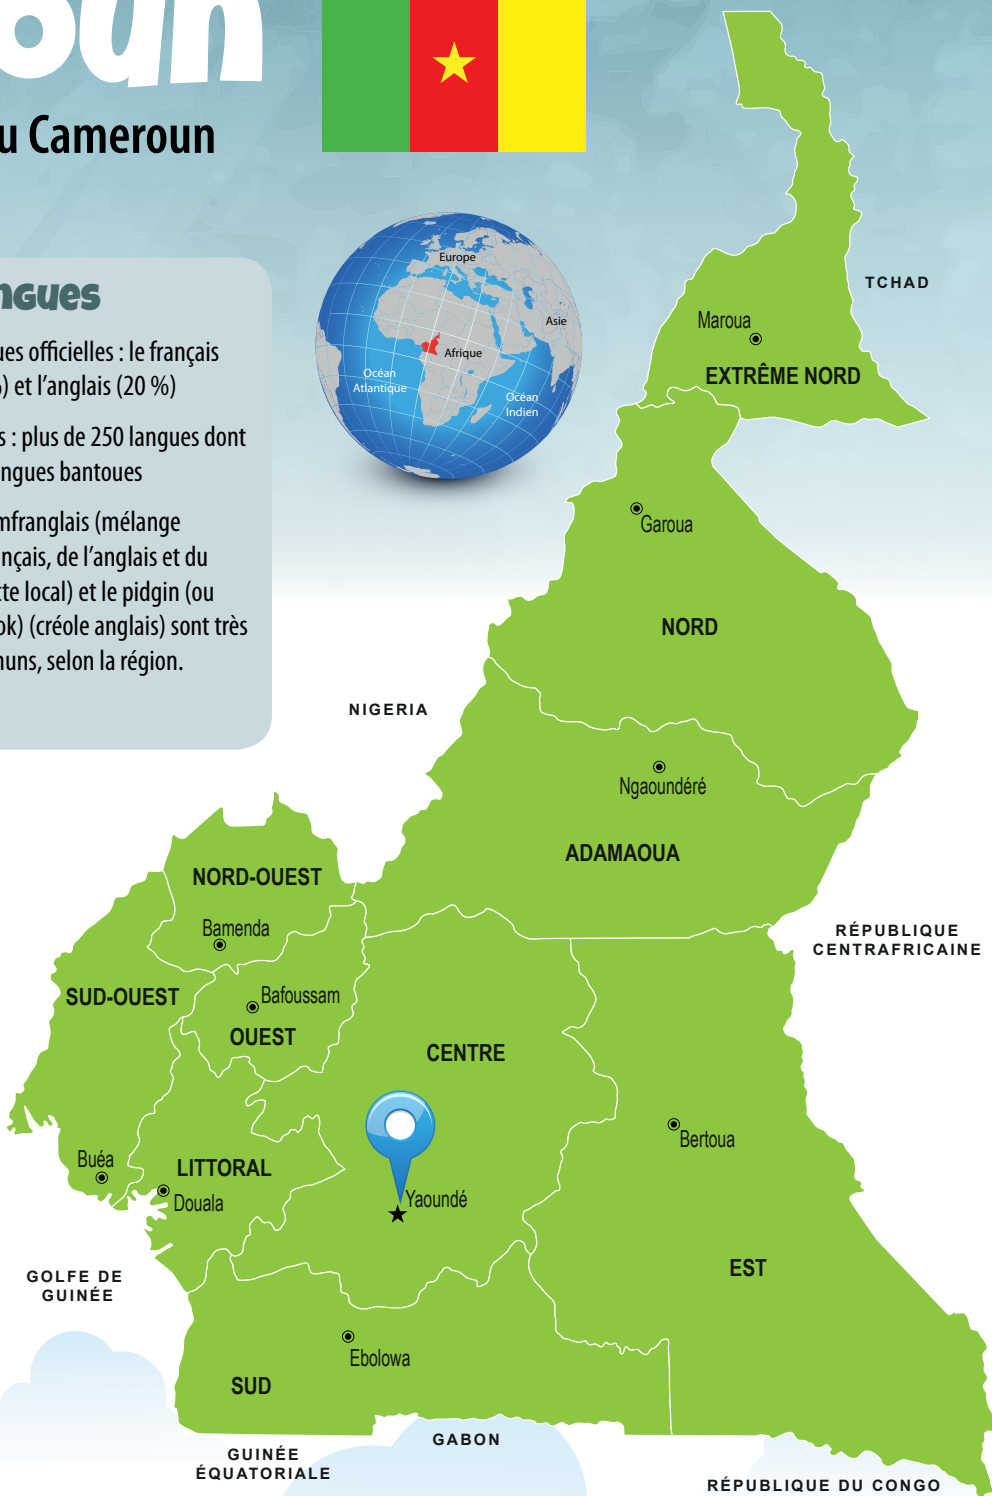 oun
u Cameroun
ngues
ues officielles : le français
) et l'anglais (20 %)
s : plus de 250 langues dont
ngues bantoues
mfranglais (mélange
nçais, de l'anglais et du
cte local) et le pidgin (ou
ok) (créole anglais) sont très
nuns, selon la région.
Europe
Asie
Afrique
Océan
Atlantique
Océan
Indien
TCHAD
Maroua
EXTRÊME NORD
Garoua
NORD
NIGERIA
Ngaoundéré
ADAMAOUA
NORD-OUEST
Bamenda
RÉPUBLIQUE
CENTRAFRICAINE
SUD-OUEST
Bafoussam
OUEST
CENTRE
Bertoua
Buéa
LITTORAL
Douala
Yaoundé
EST
GOLFE DE
GUINÉE
Ebolowa
SUD
GABON
GUINÉE
ÉQUATORIALE
RÉPUBLIQUE DU CONGO